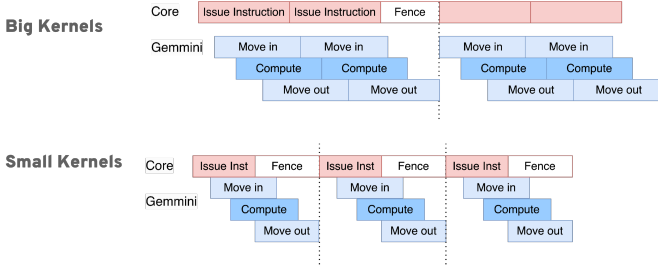 Big Kernels
Core Issue Instruction Issue Instruction Fence
Gemmini Move in Move in Move in Move in
Compute Compute Compute Compute
Move out Move out Move out Move out
Small Kernels
Core Issue Inst Fence Issue Inst Fence Issue Inst Fence
Move in Move in Move in
Gemmini Compute Compute Compute
Move out Move out Move out